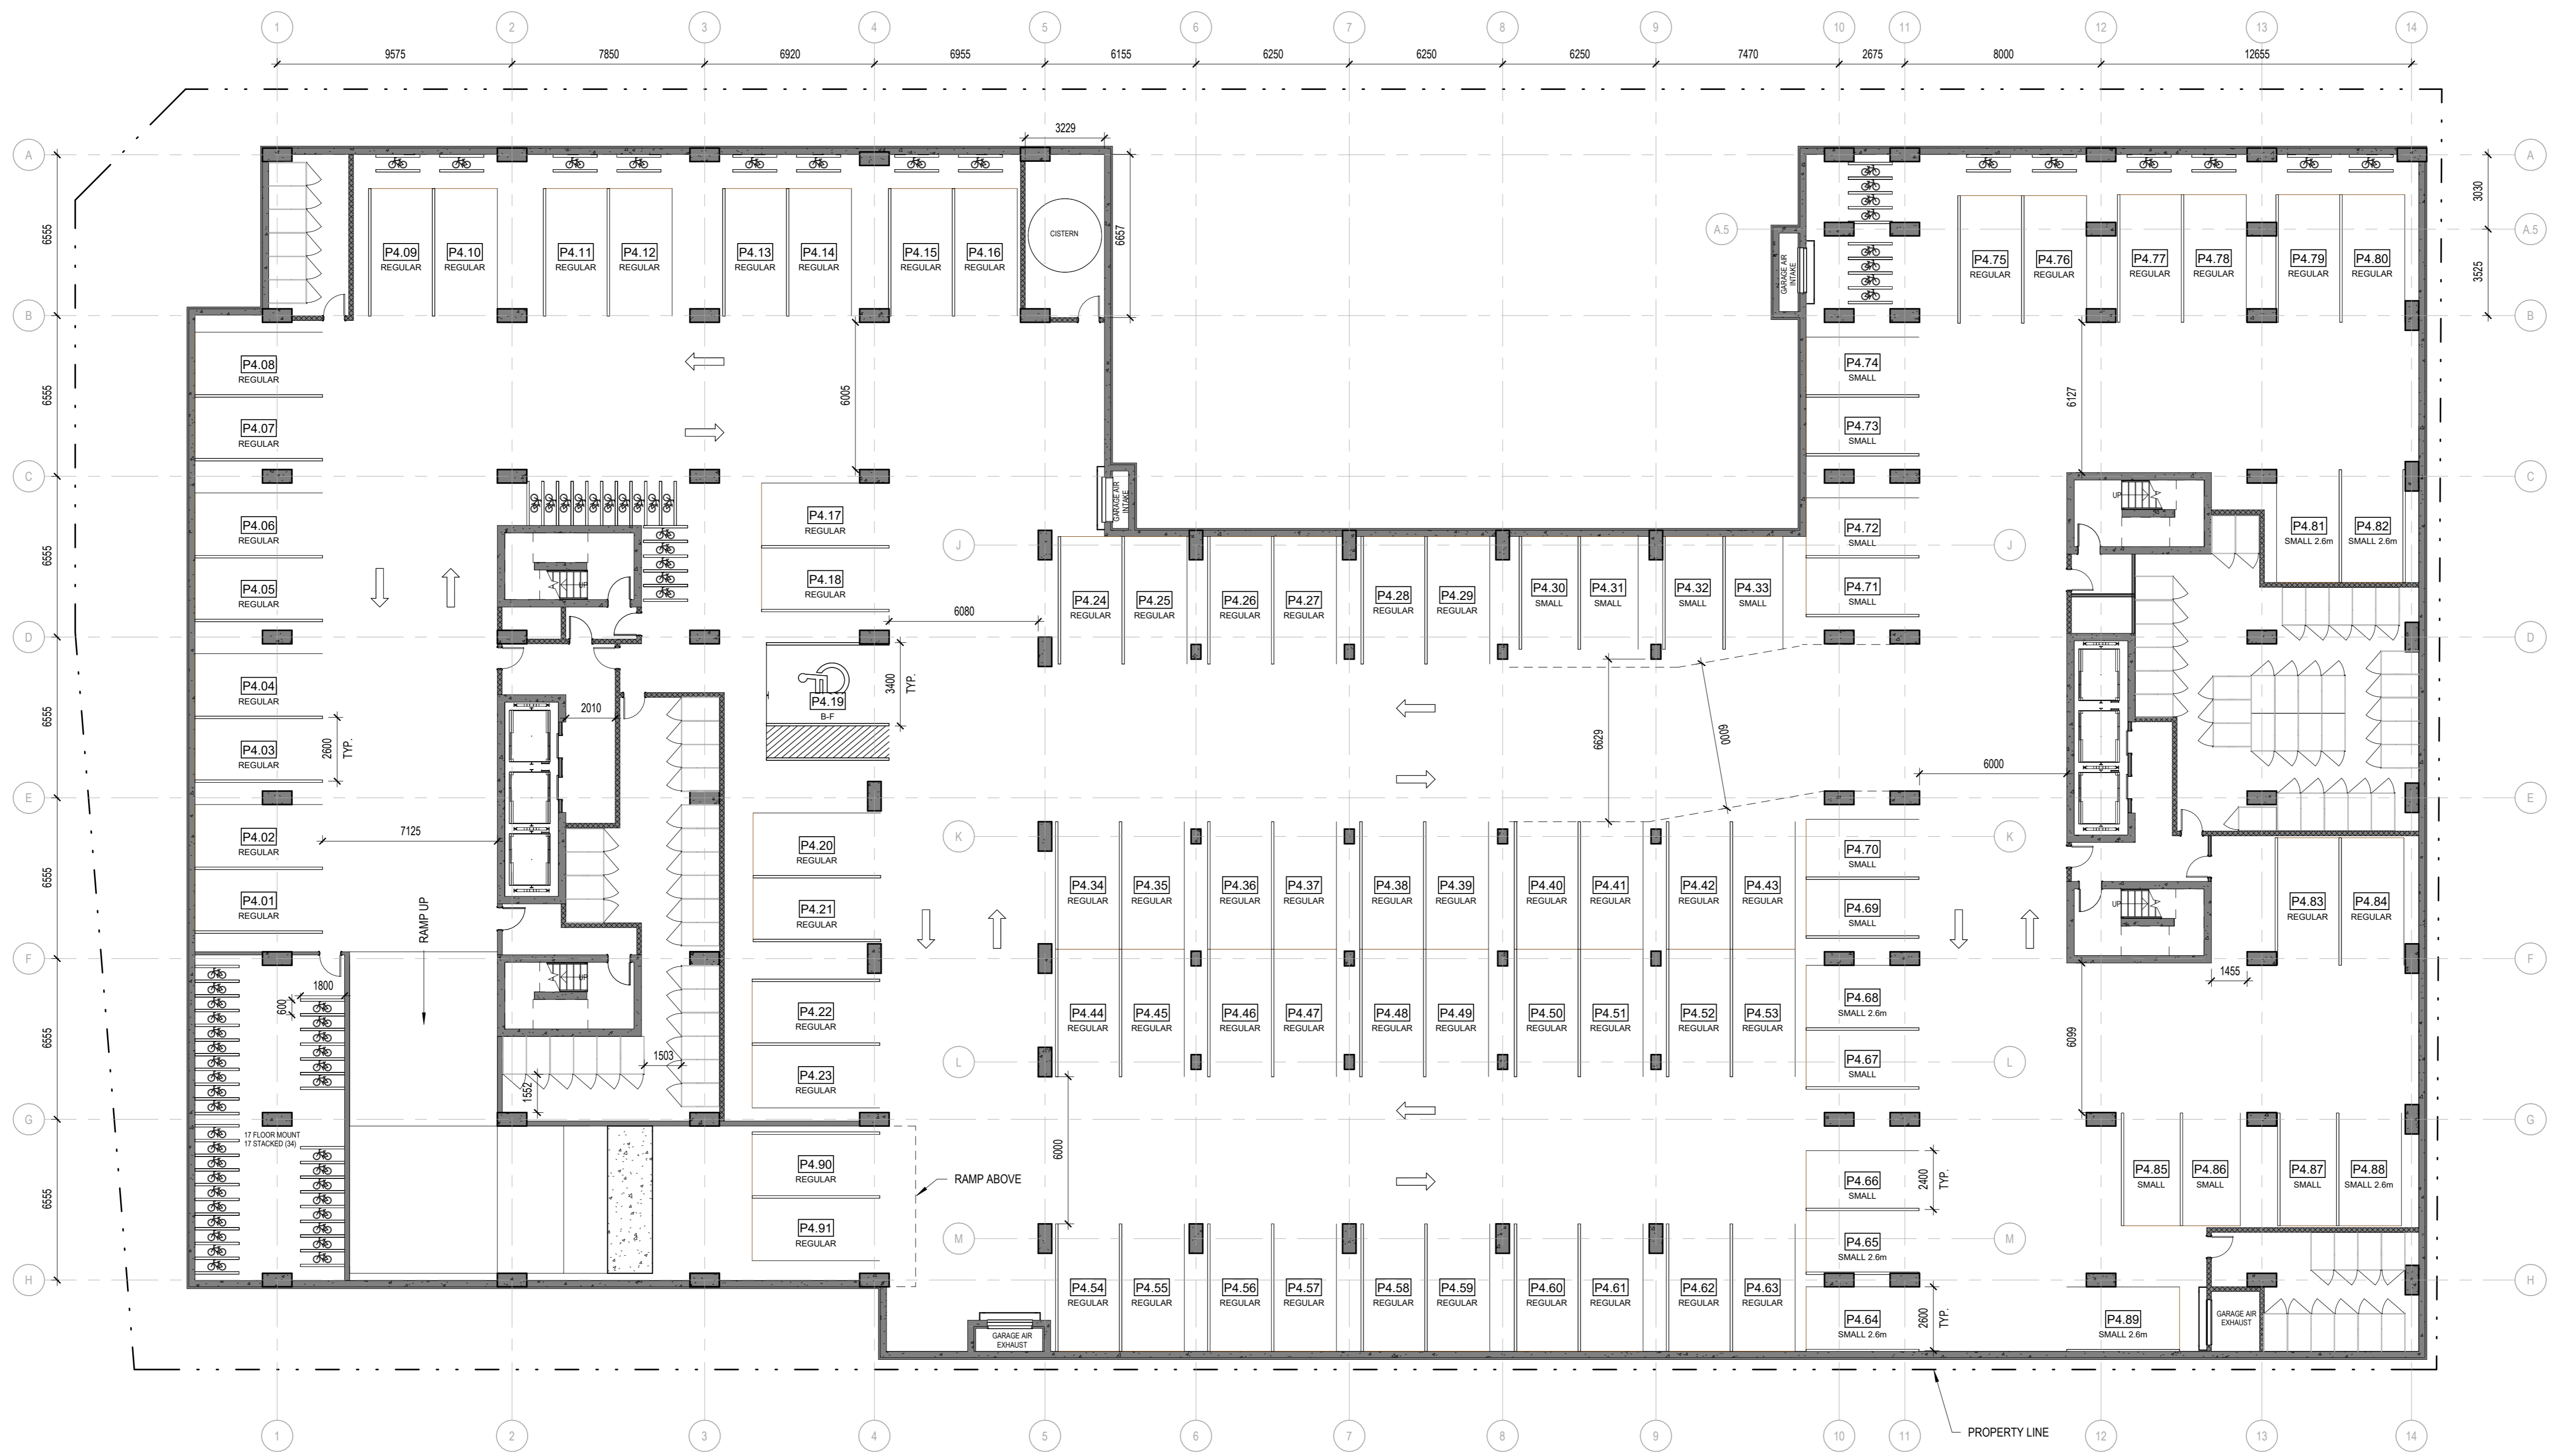 1 2 3 4 5 6 7 8 9 10 11 12 13 14
9575 7850 6920 6955 6155 6250 6250 6250 7470 2675 8000 12655
3229
A A
3030
6555 6657 3525
CISTERN
A.5 A.5
GARAGE AIR
INTAKE
P4.09 P4.10 P4.11 P4.12 P4.13 P4.14 P4.15 P4.16
REGULAR REGULAR REGULAR REGULAR REGULAR REGULAR REGULAR REGULAR
P4.75 P4.76 P4.77 P4.78 P4.79 P4.80
REGULAR REGULAR REGULAR REGULAR REGULAR REGULAR
B B
P4.08
REGULAR
P4.74
SMALL
6555 6005 6127
P4.07
REGULAR
P4.73
SMALL
C C
GARAGE AIR
INTAKE
UP
P4.06
REGULAR
P4.17
REGULAR
P4.72
SMALL
P4.81 P4.82
SMALL 2.6m SMALL 2.6m
J J
6555
UP
P4.05
REGULAR
P4.18
REGULAR
P4.71
SMALL
P4.24 P4.25 P4.26 P4.27 P4.28 P4.29 P4.30 P4.31 P4.32 P4.33
REGULAR REGULAR REGULAR REGULAR REGULAR REGULAR SMALL SMALL SMALL SMALL
6080
D D
P4.04
REGULAR
3400
TYP.
P4.19
B-F
2010
6555
P4.03
REGULAR
2600
TYP.
6629
6000
6000
E E
7125
P4.02
REGULAR
P4.20
REGULAR
K K
P4.70
SMALL
6555
P4.01
REGULAR
RAMP UP
P4.21
REGULAR
P4.34 P4.35 P4.36 P4.37 P4.38 P4.39 P4.40 P4.41 P4.42 P4.43
REGULAR REGULAR REGULAR REGULAR REGULAR REGULAR REGULAR REGULAR REGULAR REGULAR
P4.69
SMALL
UP
P4.83 P4.84
REGULAR REGULAR
F F
1455
1800
600
UP
P4.22
REGULAR
P4.44 P4.45 P4.46 P4.47 P4.48 P4.49 P4.50 P4.51 P4.52 P4.53
REGULAR REGULAR REGULAR REGULAR REGULAR REGULAR REGULAR REGULAR REGULAR REGULAR
P4.68
SMALL 2.6m
6555
1503
1552
P4.23
REGULAR
L L
P4.67
SMALL
6099
G G
17 FLOOR MOUNT
17 STACKED (34)
6000
P4.90
REGULAR
RAMP ABOVE
P4.66
SMALL
2400
TYP.
P4.85 P4.86 P4.87 P4.88
SMALL SMALL SMALL SMALL 2.6m
6555
P4.91
REGULAR
M M
P4.65
SMALL 2.6m
H H
P4.54 P4.55 P4.56 P4.57 P4.58 P4.59 P4.60 P4.61 P4.62 P4.63
REGULAR REGULAR REGULAR REGULAR REGULAR REGULAR REGULAR REGULAR REGULAR REGULAR
P4.64
SMALL 2.6m
2600
TYP.
P4.89
SMALL 2.6m
GARAGE AIR
EXHAUST
GARAGE AIR
EXHAUST
PROPERTY LINE
1 2 3 4 5 6 7 8 9 10 11 12 13 14